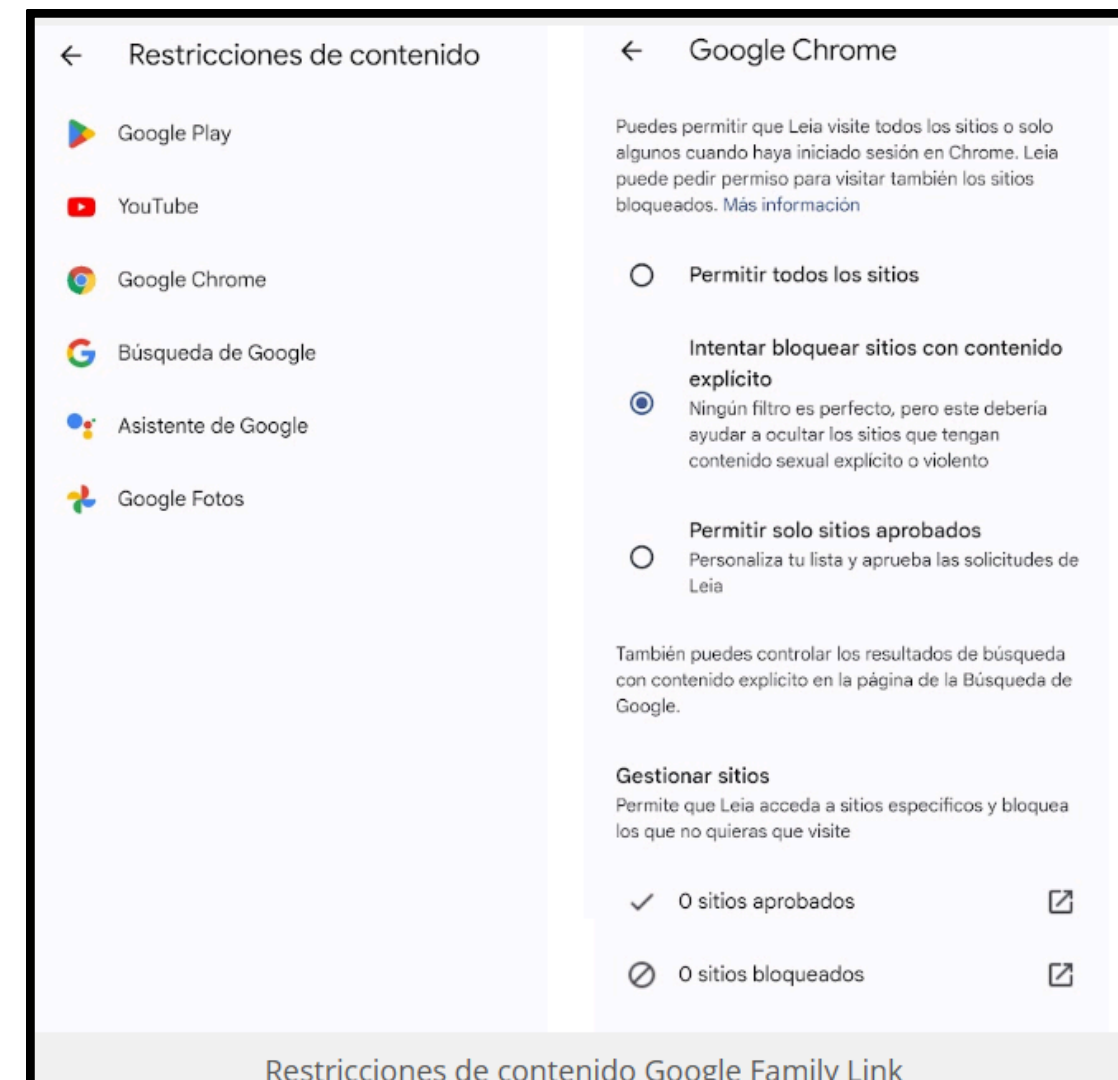 Restricciones de contenido
Google Play
YouTube
Google Chrome
Búsqueda de Google
Asistente de Google
Google Fotos
Google Chrome
Puedes permitir que Leia visite todos los sitios o solo
algunos cuando haya iniciado sesión en Chrome. Leia
puede pedir permiso para visitar también los sitios
bloqueados. Más información
Permitir todos los sitios
Intentar bloquear sitios con contenido
explícito
Ningún filtro es perfecto, pero este debería
ayudar a ocultar los sitios que tengan
contenido sexual explícito o violento
Permitir solo sitios aprobados
Personaliza tu lista y aprueba las solicitudes de
Leia
También puedes controlar los resultados de búsqueda
con contenido explícito en la página de la Búsqueda de
Google.
Gestionar sitios
Permite que Leia acceda a sitios específicos y bloquea
los que no quieras que visite
0 sitios aprobados
0 sitios bloqueados
Restricciones de contenido Google Family Link